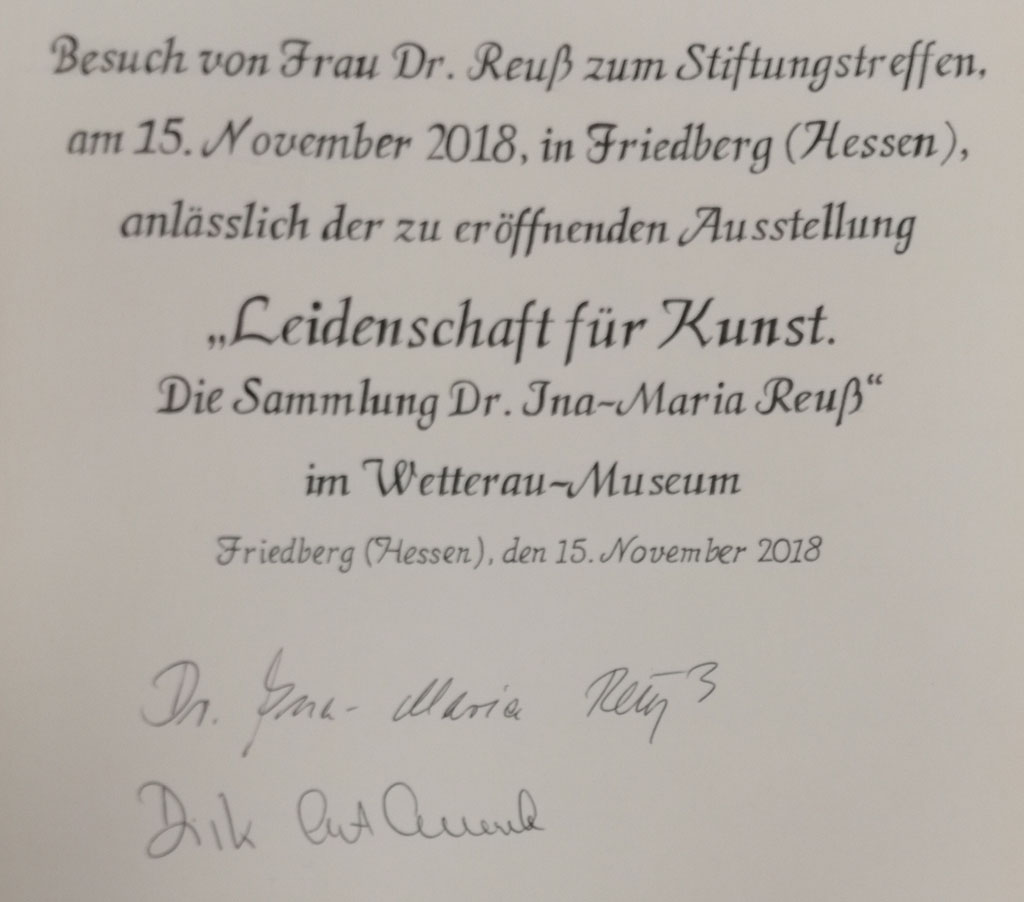 Besuch von Frau Dr. Reuß zum Stiftungstreffen,
am 15. November 2018, in Friedberg (Hessen),
anlässlich der zu eröffnenden Ausstellung
„Leidenschaft für Kunst.
Die Sammlung Dr. Ina-Maria Reuß“
im Wetterau-Museum
Friedberg (Hessen), den 15. November 2018
Dr. Ina-Maria Reuß
Dirk